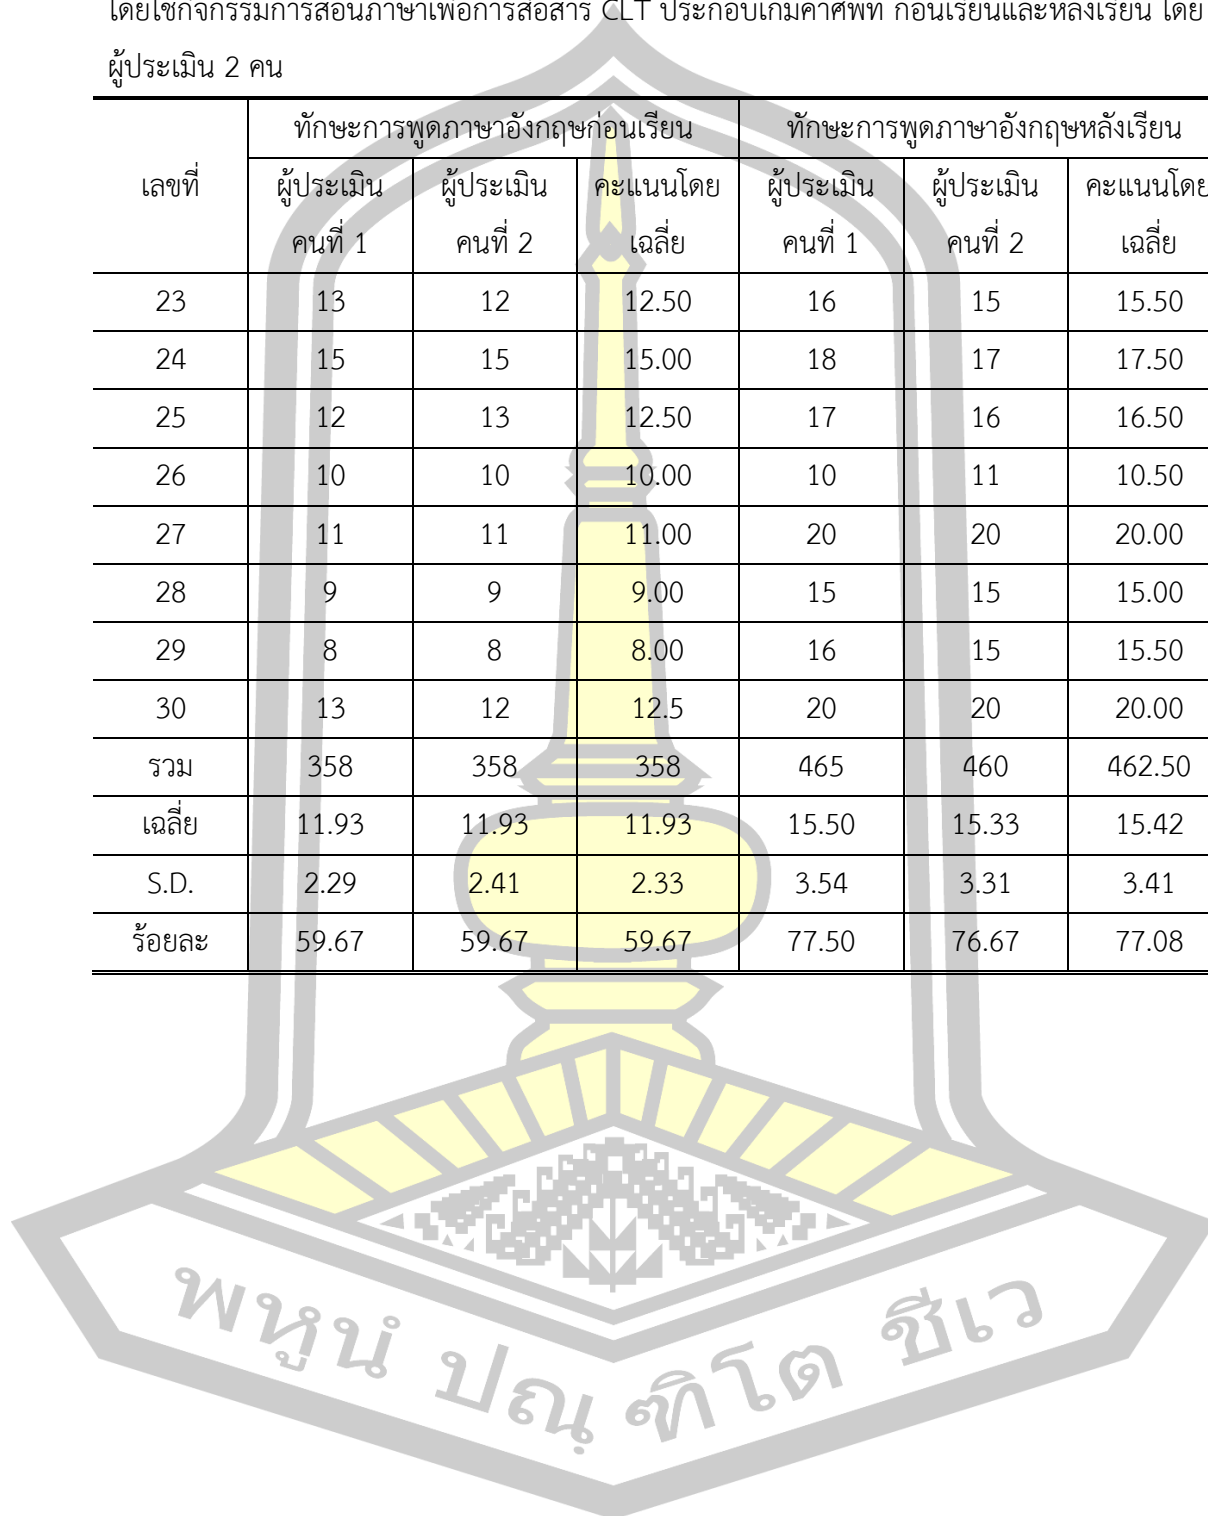 โดยใช้กิจกรรมการสอนภาษาเพื่อการสื่อสาร CLT ประกอบเกมคำศัพท์ ก่อนเรียนและหลังเรียน โดย
ผู้ประเมิน 2 คน
ทักษะการพูดภาษาอังกฤษก่อนเรียน ทักษะการพูดภาษาอังกฤษหลังเรียน
เลขที่ ผู้ประเมิน ผู้ประเมิน คะแนนโดย ผู้ประเมิน ผู้ประเมิน คะแนนโดย
คนที่ 1 คนที่ 2 เฉลี่ย คนที่ 1 คนที่ 2 เฉลี่ย
23 13 12 12.50 16 15 15.50
24 15 15 15.00 18 17 17.50
25 12 13 12.50 17 16 16.50
26 10 10 10.00 10 11 10.50
27 11 11 11.00 20 20 20.00
28 9 9 9.00 15 15 15.00
29 8 8 8.00 16 15 15.50
30 13 12 12.5 20 20 20.00
รวม 358 358 358 465 460 462.50
เฉลี่ย 11.93 11.93 11.93 15.50 15.33 15.42
S.D. 2.29 2.41 2.33 3.54 3.31 3.41
ร้อยละ 59.67 59.67 59.67 77.50 76.67 77.08
พหูนํ ปณฺฑิโต ชีเว